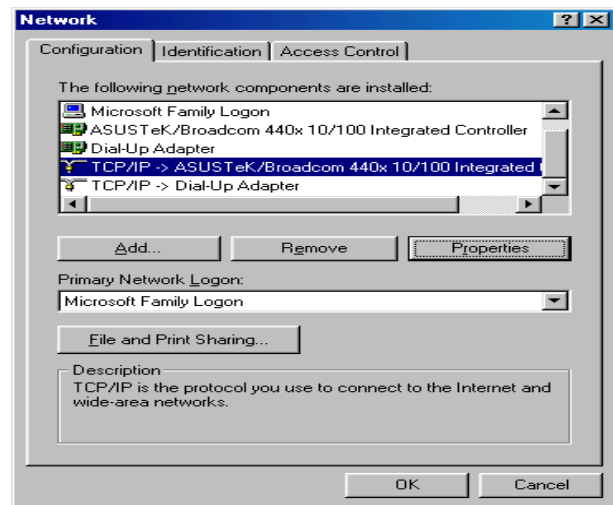 Network
Configuration Identification Access Control
The following network components are installed:
Microsoft Family Logon
ASUSTeK/Broadcom 440x 10/100 Integrated Controller
Dial-Up Adapter
TCP/IP -> ASUSTeK/Broadcom 440x 10/100 Integrated
TCP/IP -> Dial-Up Adapter
Add... Remove Properties
Primary Network Logon:
Microsoft Family Logon
File and Print Sharing...
Description
TCP/IP is the protocol you use to connect to the Internet and
wide-area networks.
OK Cancel